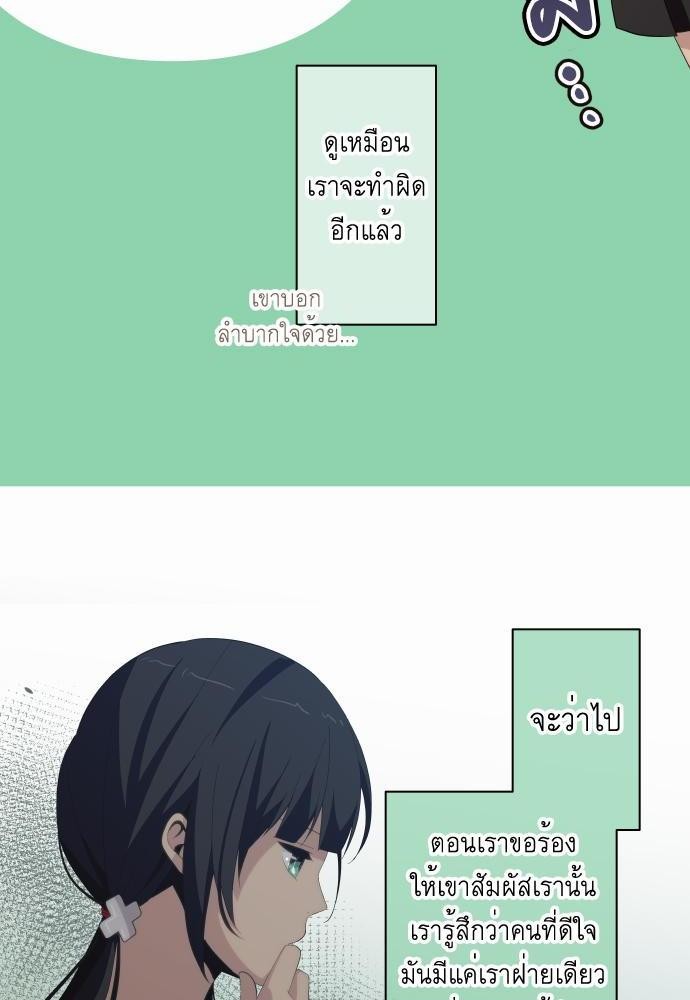 ดูเหมือน
เราจะทำผิด
อีกแล้ว
เขาบอก
ลำบากใจด้วย...
จะว่าไป
ตอนเราขอร้อง
ให้เขาสัมผัสเรานั้น
เรารู้สึกว่าคนที่ดีใจ
มันมีแค่เราฝ่ายเดียว